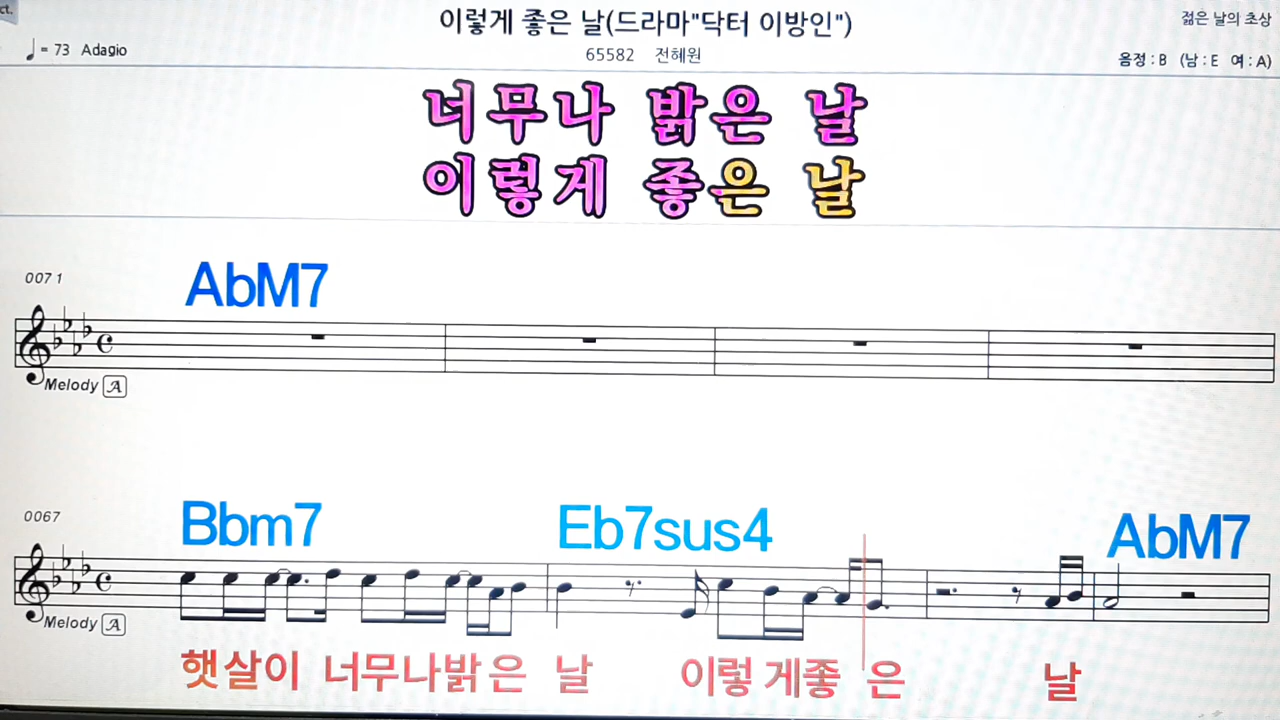 ct.
이렇게 좋은 날(드라마"닥터 이방인")
젊은 날의 초상
♩= 73 Adagio
65582 전혜원
음정 : B (남 : E 여 : A)
너무나 밝은 날
이렇게 좋은 날
0071
AbM7
Melody A
0067
Bbm7 Eb7sus4 AbM7
Melody A
햇살이 너무나밝은 날 이렇 게좋 은 날